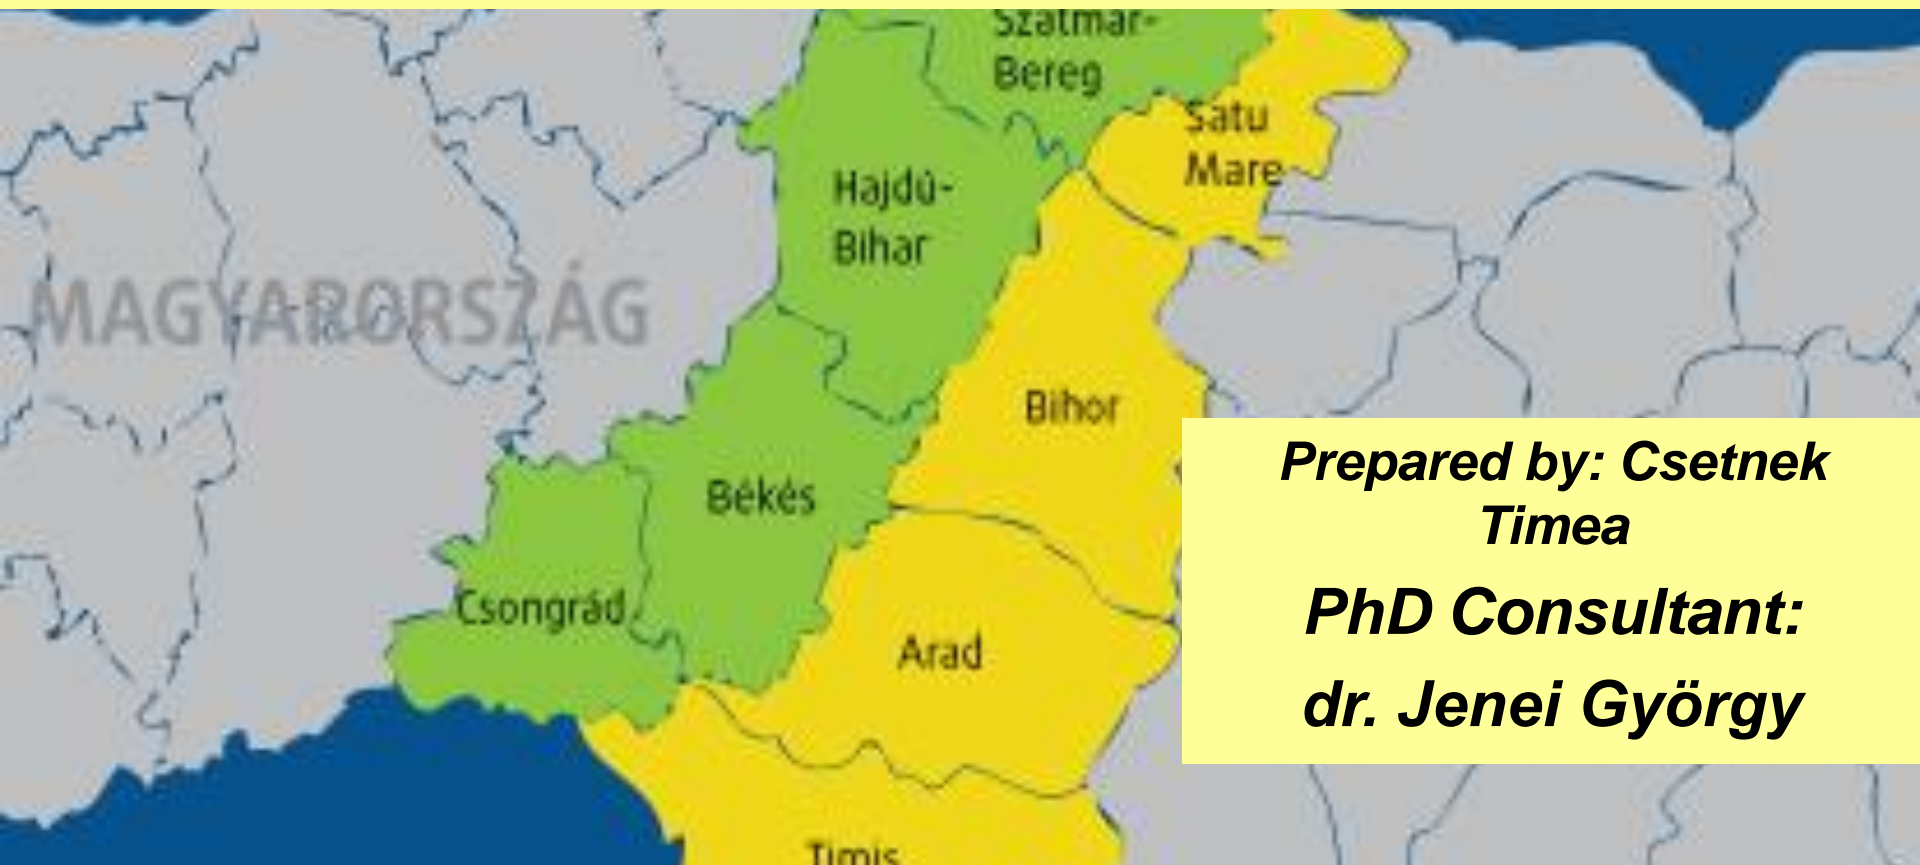 Szatmár-
Bereg
Satu
Mare
Hajdú-
Bihar
MAGYARORSZÁG
Bihor
Békés
Csongrád
Arad
Timis
Prepared by: Csetnek
Timea
PhD Consultant:
dr. Jenei György